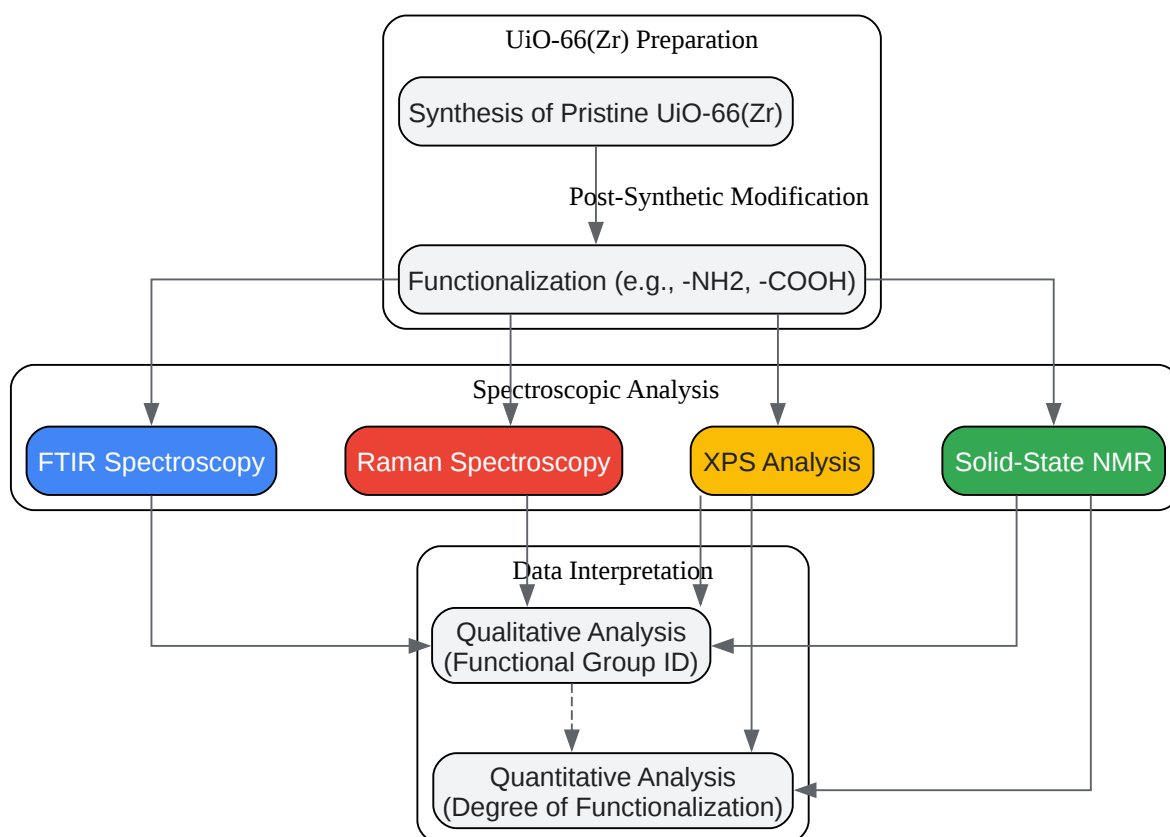 UiO-66(Zr) Preparation
Synthesis of Pristine UiO-66(Zr)
Post-Synthetic Modification
Functionalization (e.g., -NH2, -COOH)
Spectroscopic Analysis
FTIR Spectroscopy
Raman Spectroscopy
XPS Analysis
Solid-State NMR
Data Interpretation
Qualitative Analysis
(Functional Group ID)
Quantitative Analysis
(Degree of Functionalization)